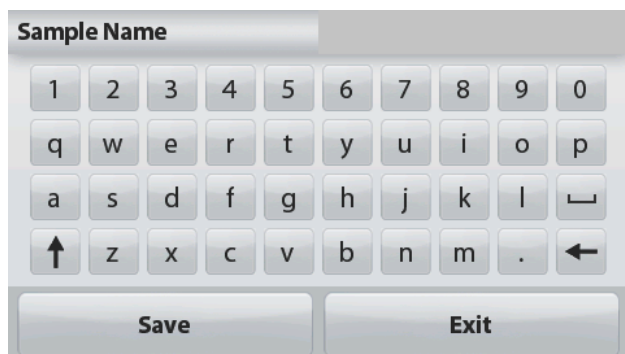 Sample Name
1 2 3 4 5 6 7 8 9 0
q w e r t y u i o p
a s d f g h j k l
z x c v b n m .
Save Exit